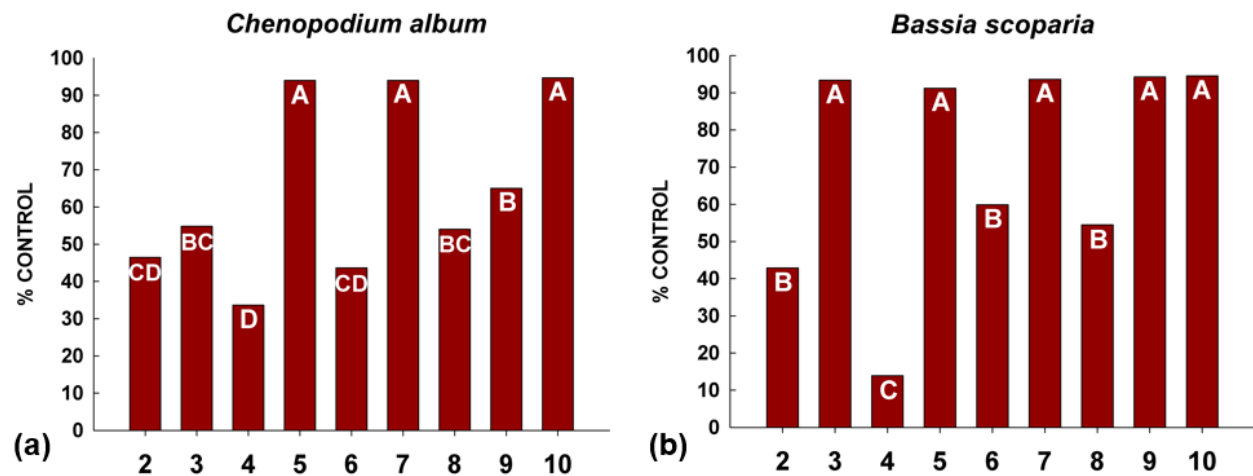 Chenopodium album
100
90
80
70
60
50
40
30
20
10
0
% CONTROL
CD
BC
D
A
CD
A
BC
B
A
2 3 4 5 6 7 8 9 10
(a)
Bassia scoparia
100
90
80
70
60
50
40
30
20
10
0
% CONTROL
B
A
C
A
B
A
B
A
A
2 3 4 5 6 7 8 9 10
(b)